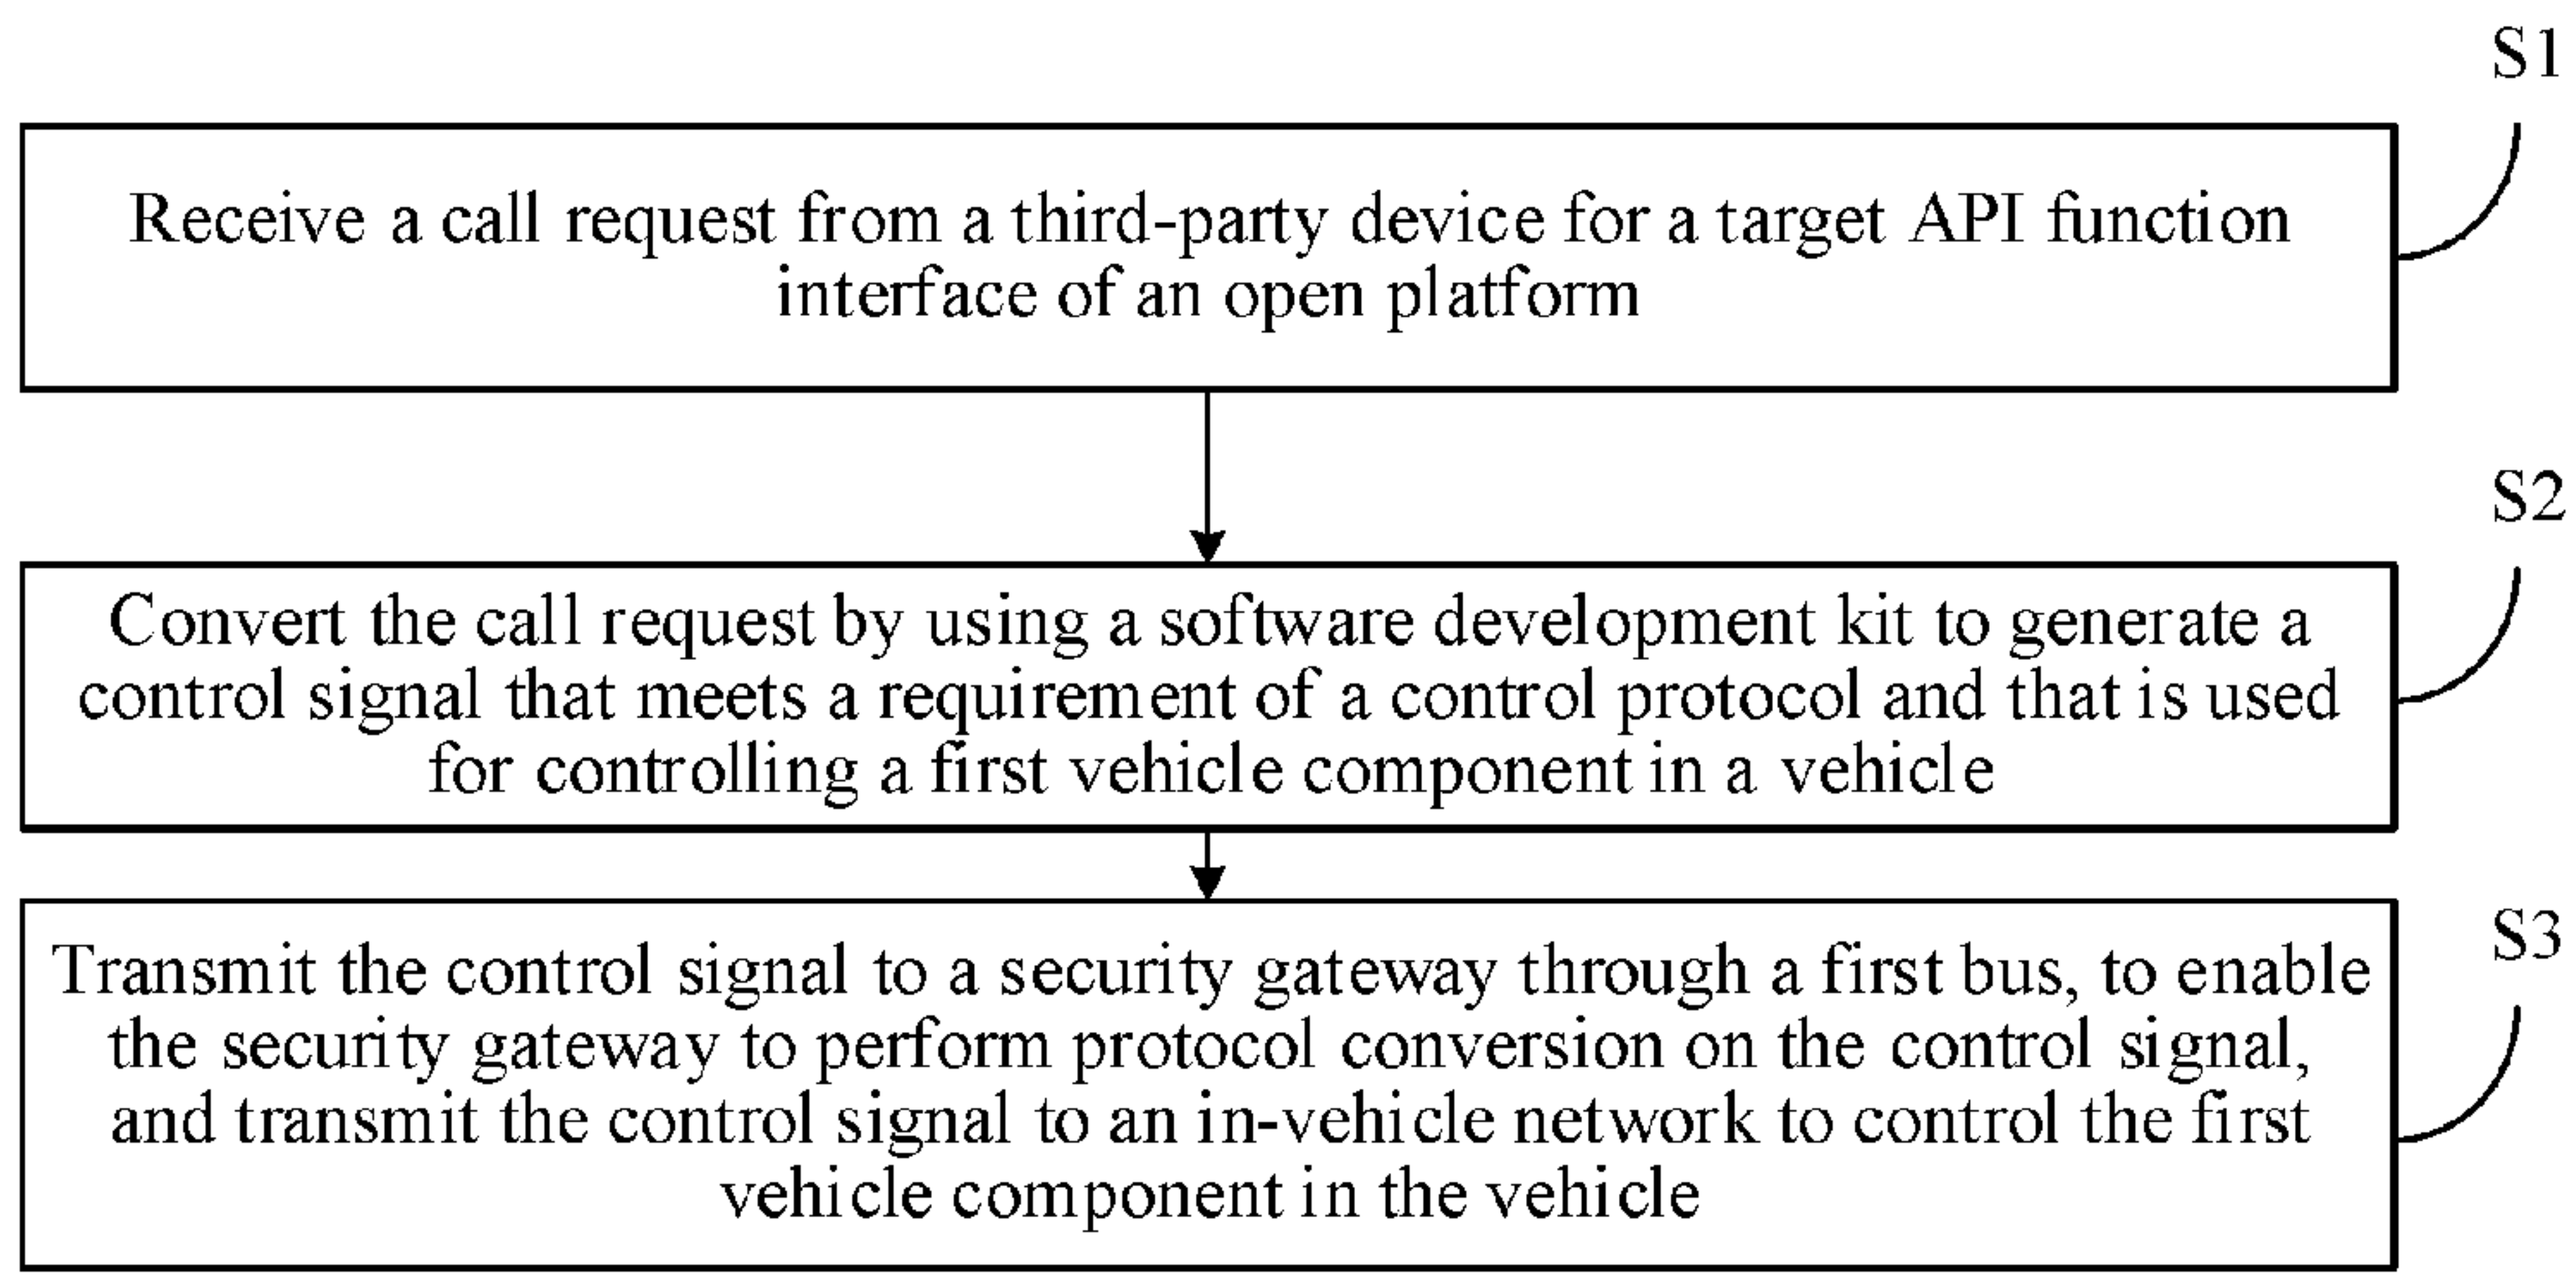 S1
Receive a call request from a third-party device for a target API function
interface of an open platform
S2
Convert the call request by using a software development kit to generate a
control signal that meets a requirement of a control protocol and that is used
for controlling a first vehicle component in a vehicle
S3
Transmit the control signal to a security gateway through a first bus, to enable
the security gateway to perform protocol conversion on the control signal,
and transmit the control signal to an in-vehicle network to control the first
vehicle component in the vehicle